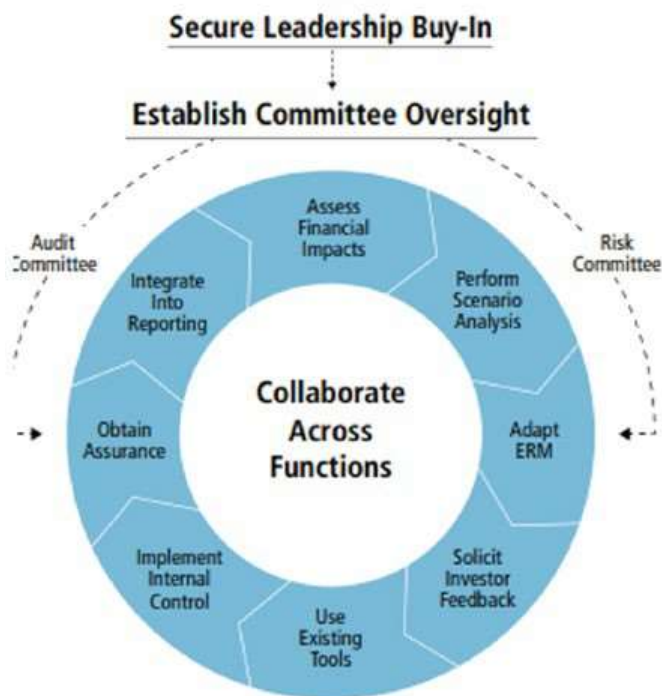 Secure Leadership Buy-In
Establish Committee Oversight
Audit
Committee
Risk
Committee
Assess
Financial
Impacts
Perform
Scenario
Analysis
Adapt
ERM
Solicit
Investor
Feedback
Use
Existing
Tools
Implement
Internal
Control
Obtain
Assurance
Integrate
Into
Reporting
Collaborate
Across
Functions